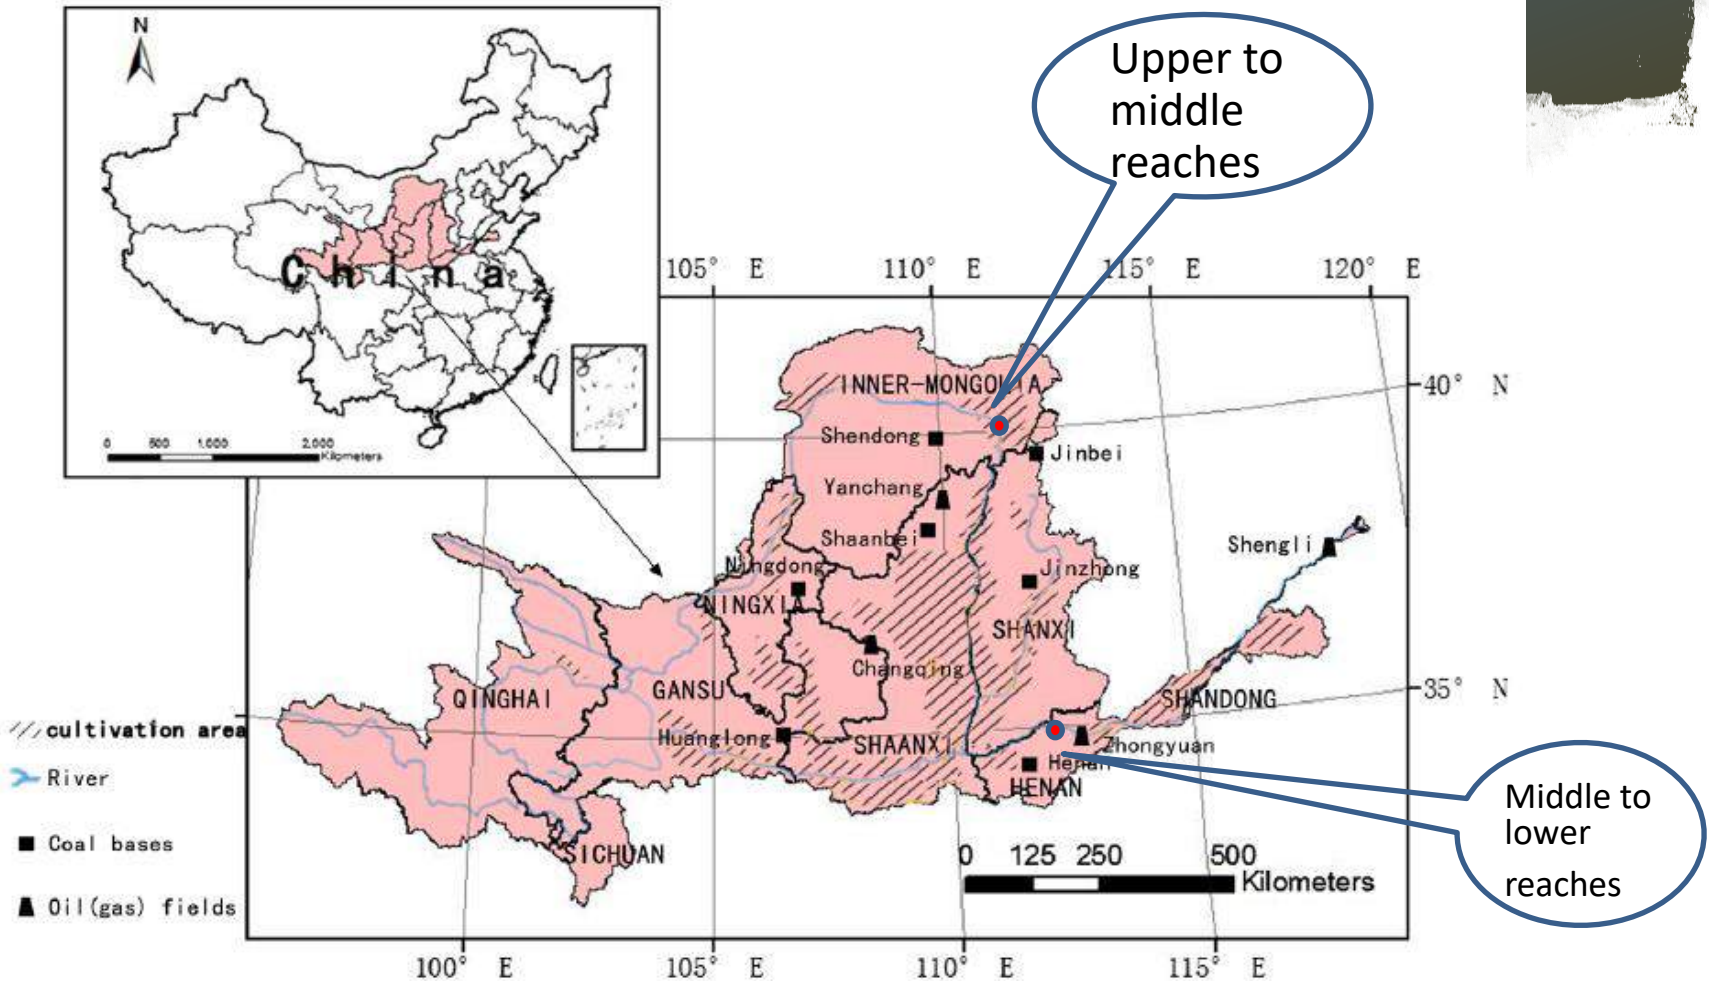 N
China
0 500 1,000 2,000
Kilometers
Upper to
middle
reaches
105° E 110° E 115° E 120° E
INNER-MONGOLIA
40° N
Shendong
Jinbei
Yanchang
Shaanbei
Shengli
Ningdong
Jinzhong
NINGXIA
SHANXI
Changqing
QINGHAI
GANSU
SHANDONG
35° N
cultivation area
Huanglong
SHAANXI
Zhongyuan
Henan
River
HENAN
Middle to
lower
reaches
Coal bases
SICHUAN
0 125 250 500
Kilometers
Oil(gas) fields
100° E 105° E 110° E 115° E